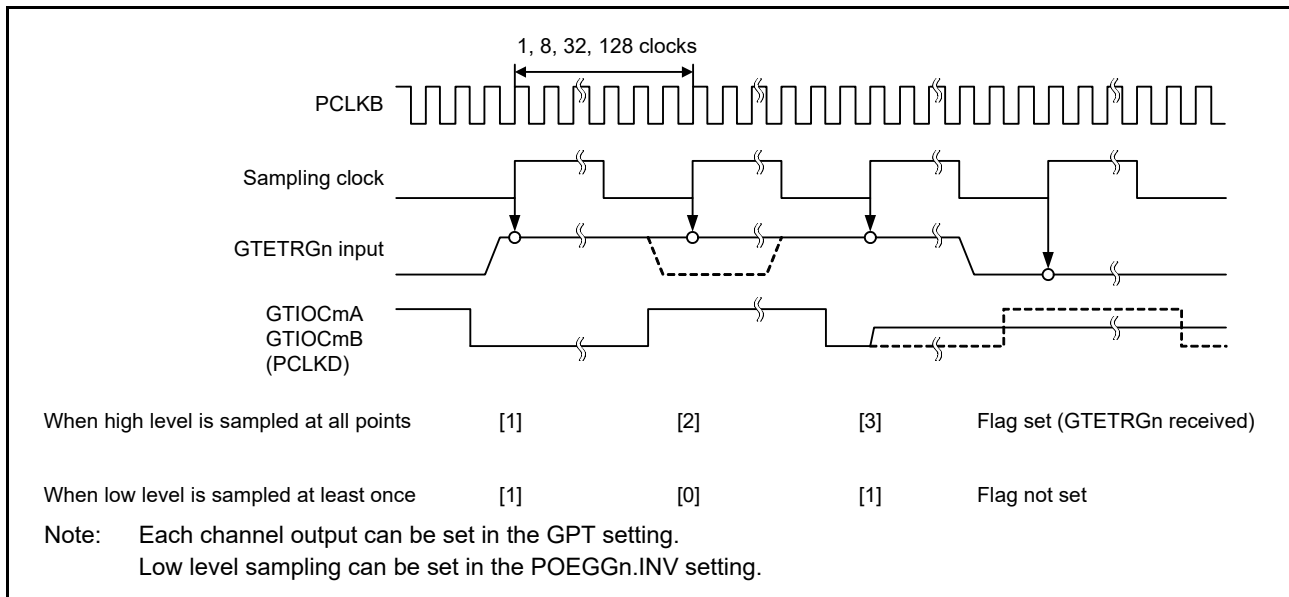 1, 8, 32, 128 clocks
PCLKB
Sampling clock
GTETRGn input
GTIOCmA
GTIOCmB
(PCLKD)
When high level is sampled at all points [1] [2] [3] Flag set (GTETRGn received)
When low level is sampled at least once [1] [0] [1] Flag not set
Note: Each channel output can be set in the GPT setting.
Low level sampling can be set in the POEGGn.INV setting.